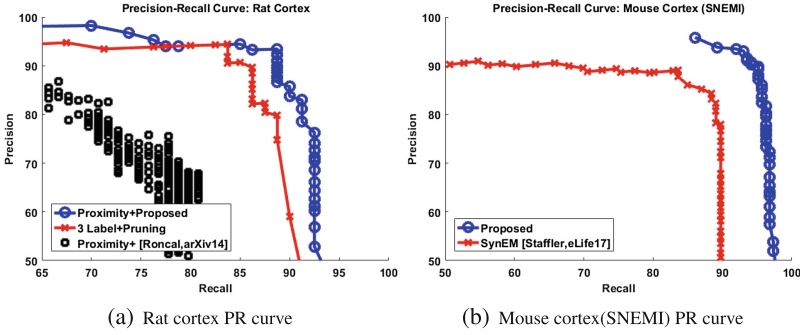 Precision-Recall Curve: Rat Cortex
100
90
80
70
60
50
Precision
65 70 75 80 85 90 95 100
Recall
Proximity+Proposed
3 Label+Pruning
Proximity+ [Roncal,arXiv14]
(a) Rat cortex PR curve
Precision-Recall Curve: Mouse Cortex (SNEMI)
100
90
80
70
60
50
Precision
50 60 70 80 90 100
Recall
Proposed
SynEM [Staffler,eLife17]
(b) Mouse cortex(SNEMI) PR curve